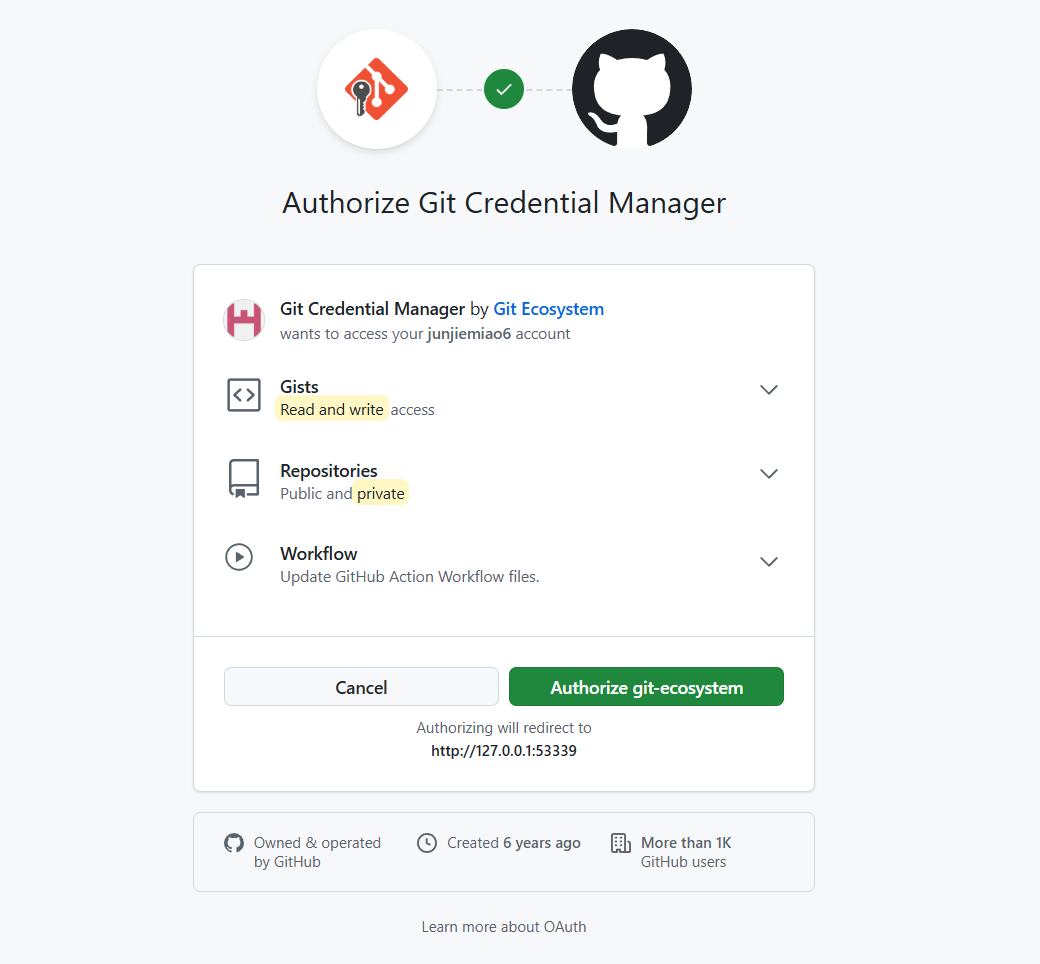 Authorize Git Credential Manager
Git Credential Manager by Git Ecosystem
wants to access your junjiemiao6 account
Gists
Read and write access
Repositories
Public and private
Workflow
Update GitHub Action Workflow files.
Cancel
Authorize git-ecosystem
Authorizing will redirect to
http://127.0.0.1:53339
Owned & operated
by GitHub
Created 6 years ago
More than 1K
GitHub users
Learn more about OAuth